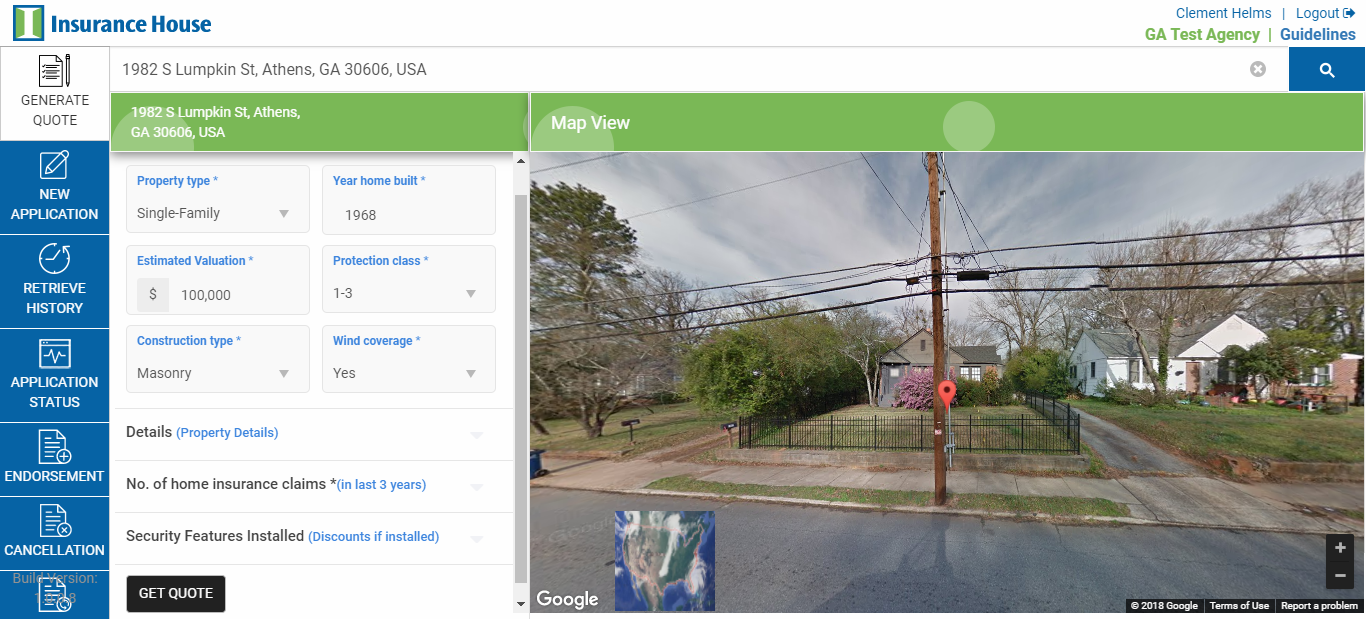 Insurance House
Clement Helms | Logout
GA Test Agency | Guidelines
GENERATE
QUOTE
1982 S Lumpkin St, Athens, GA 30606, USA
NEW
APPLICATION
RETRIEVE
HISTORY
APPLICATION
STATUS
ENDORSEMENT
CANCELLATION
Build Version:
1982 S Lumpkin St, Athens,
GA 30606, USA
Property type *
Single-Family
Year home built *
1968
Estimated Valuation *
$ 100,000
Protection class *
1-3
Construction type *
Masonry
Wind coverage *
Yes
Details (Property Details)
No. of home insurance claims *(in last 3 years)
Security Features Installed (Discounts if installed)
GET QUOTE
Map View
+
−
Google
© 2018 Google Terms of Use Report a problem